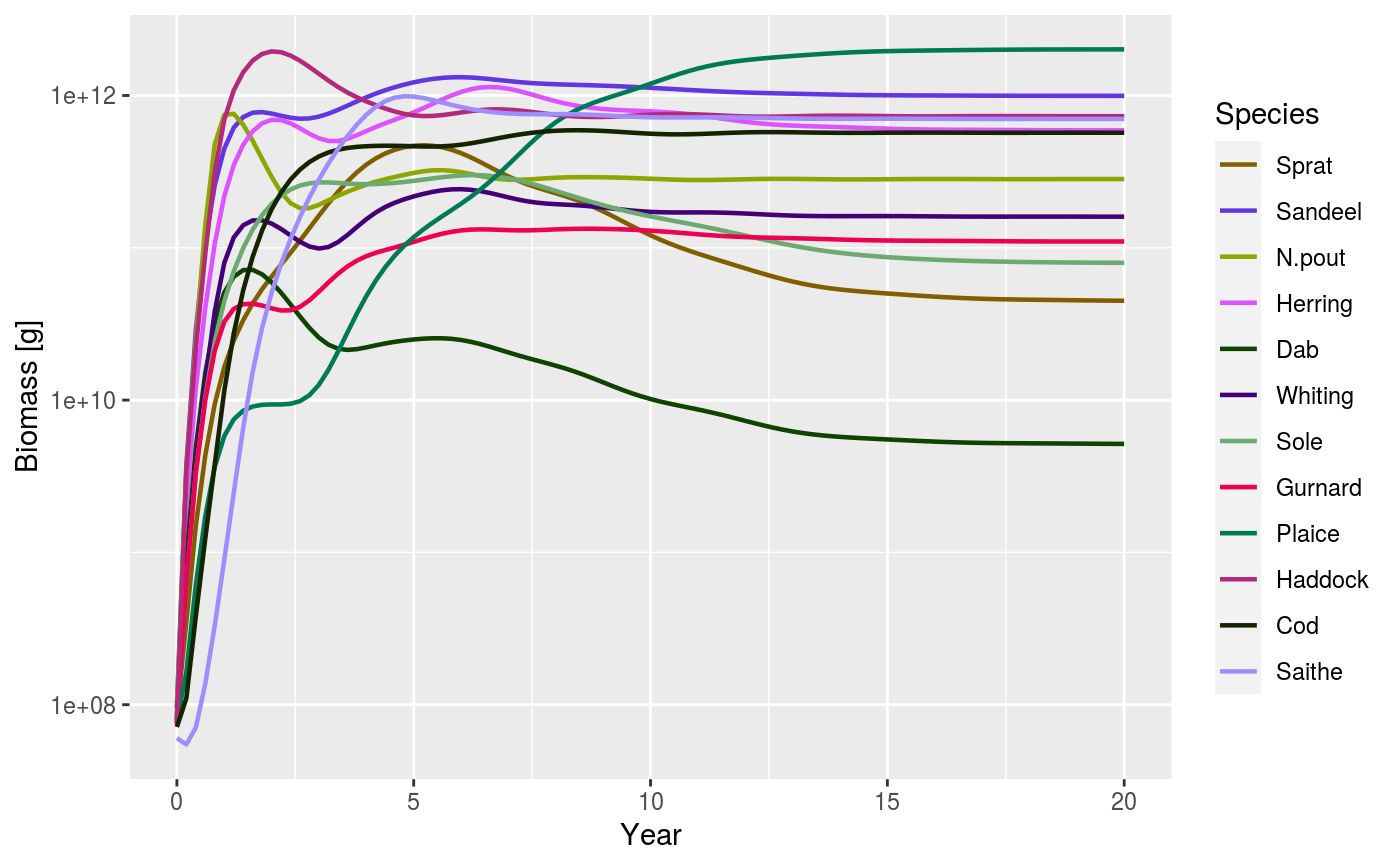 1e+12
1e+10
1e+08
Biomass [g]
0 5 10 15 20
Year
Species
Sprat
Sandeel
N.pout
Herring
Dab
Whiting
Sole
Gurnard
Plaice
Haddock
Cod
Saithe